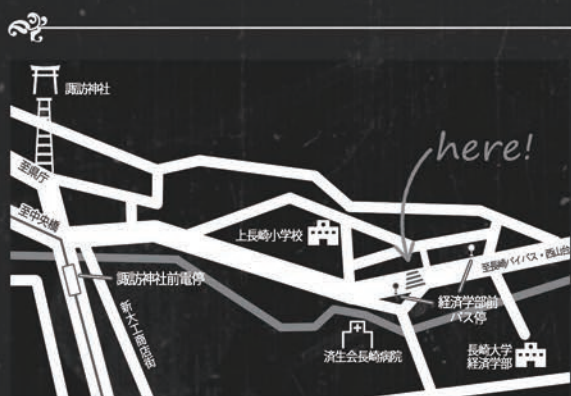 諏訪神社
至県庁
至中央橋
諏訪神社前電停
新大工商店街
上長崎小学校
here!
至長崎バイパス・西山台
経済学部前
バス停
済生会長崎病院
長崎大学
経済学部